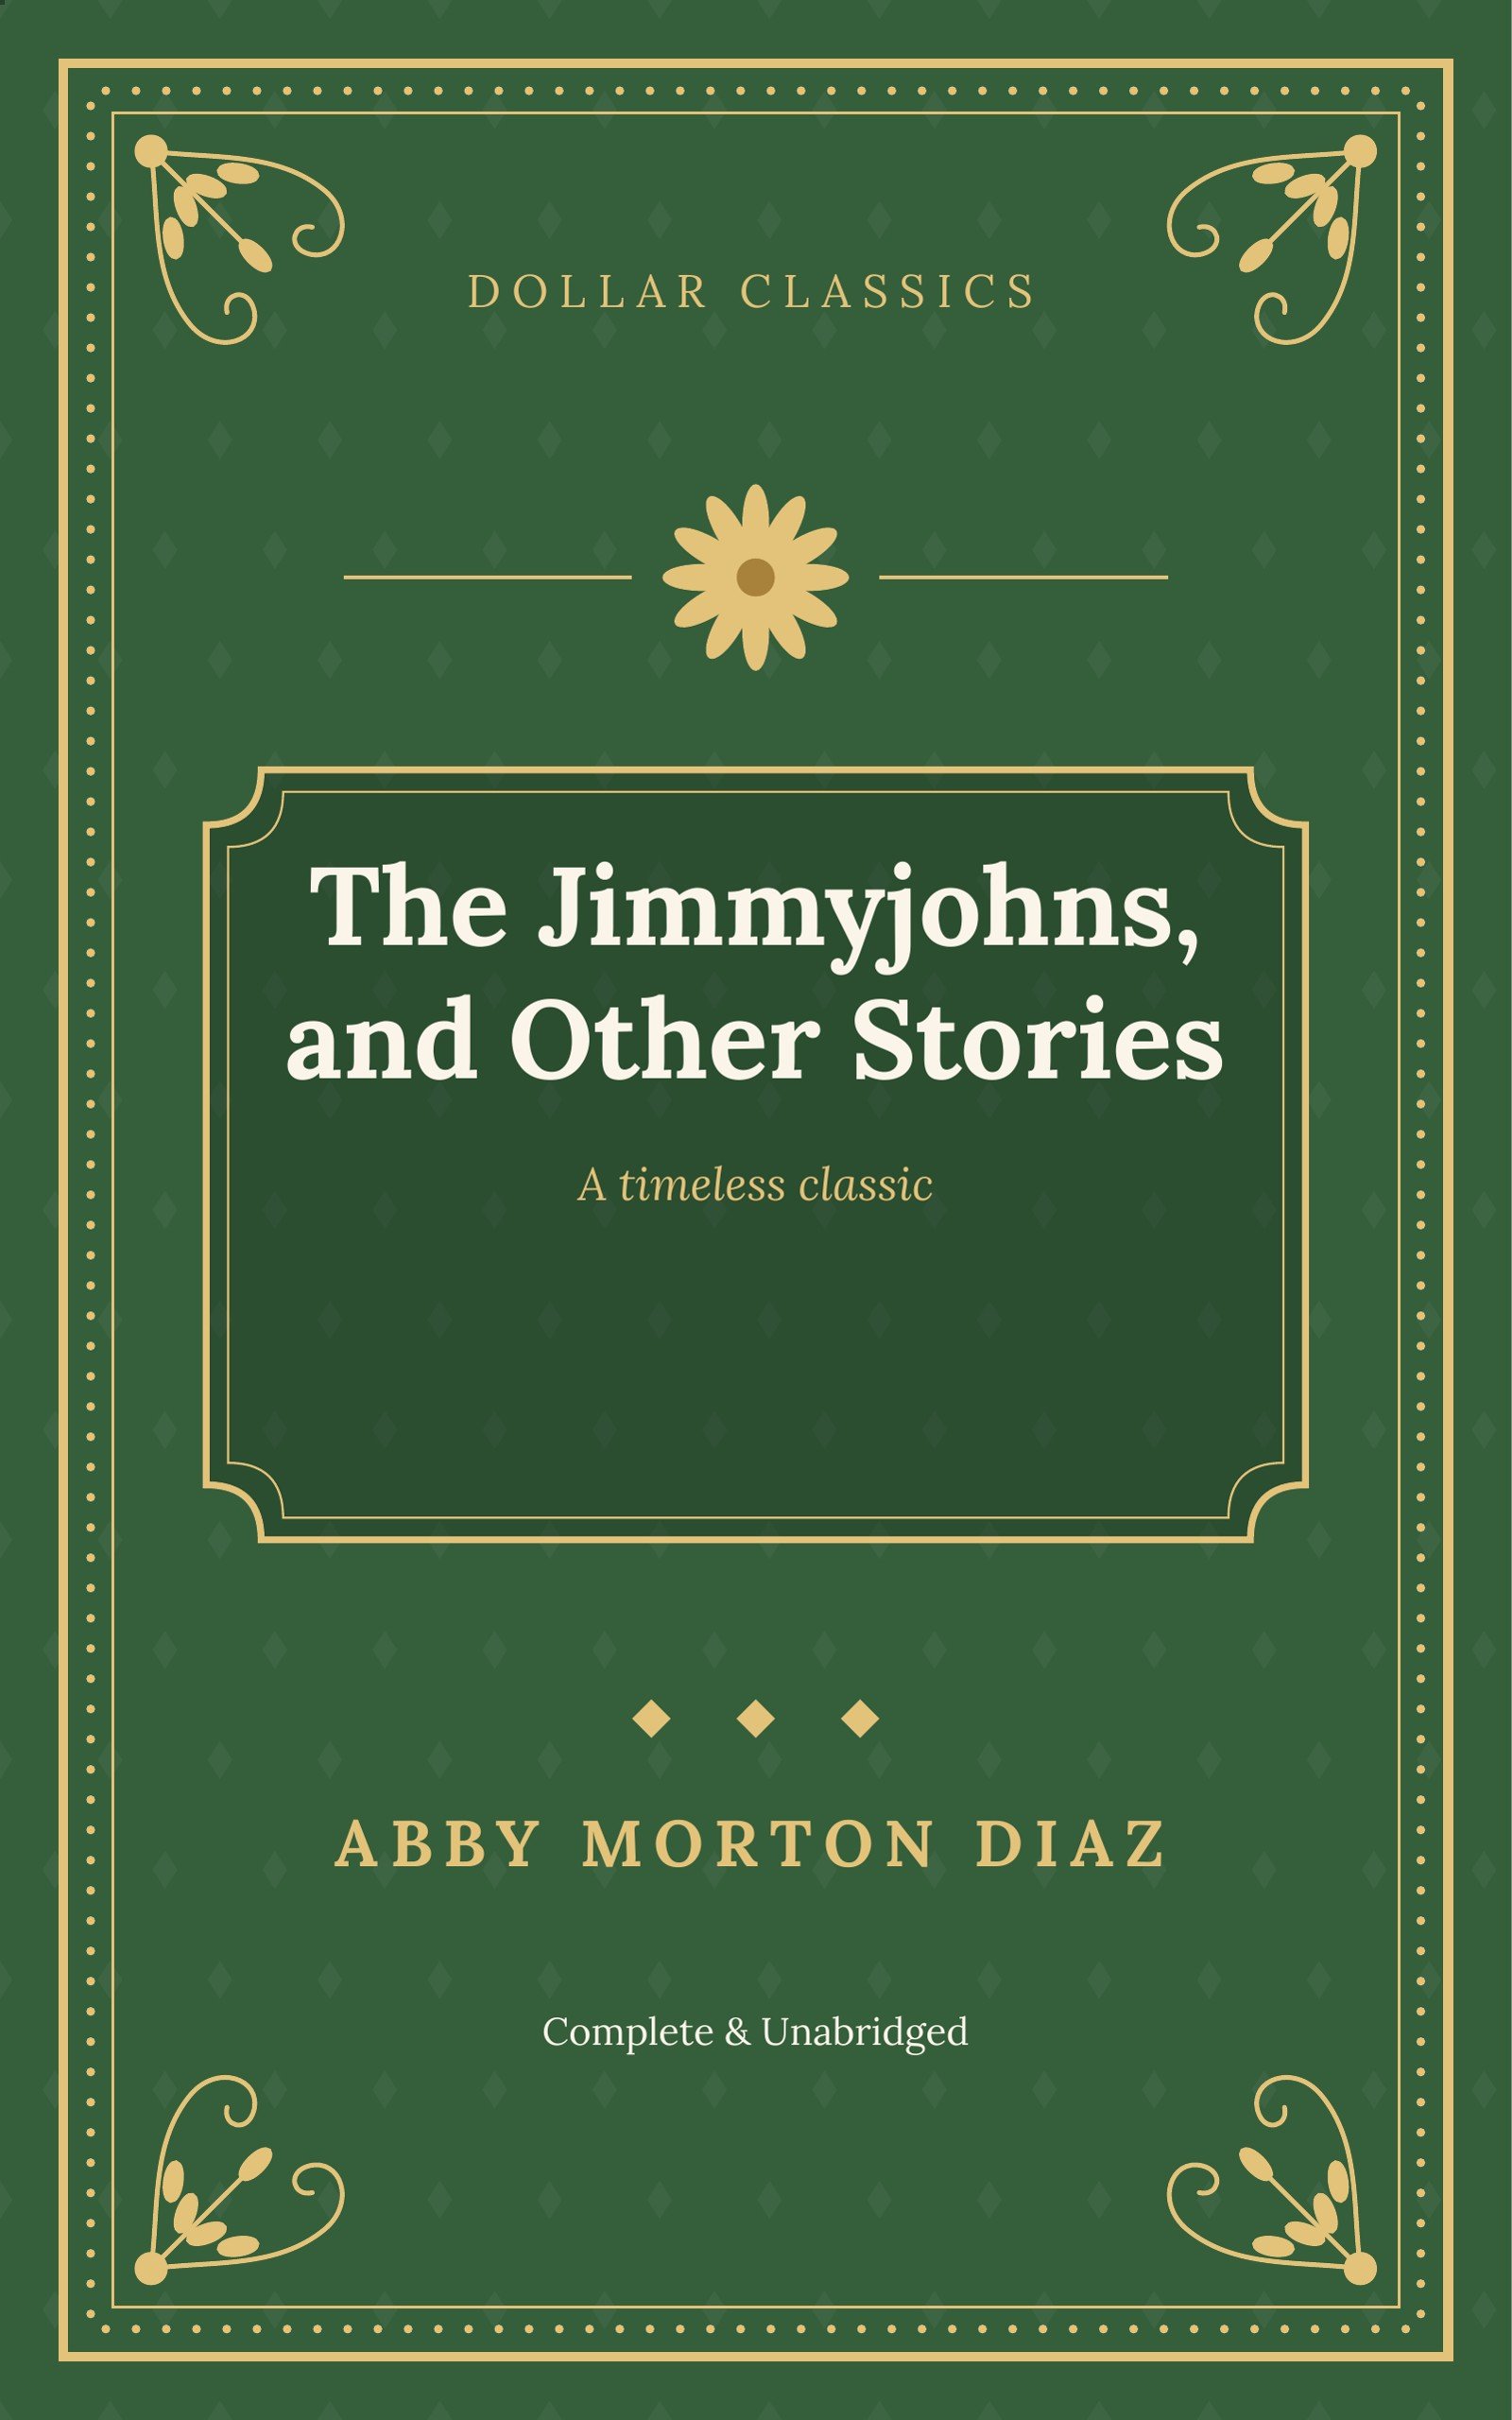 DOLLAR CLASSICS
The Jimmyjohns,
and Other Stories
A timeless classic
ABBY MORTON DIAZ
Complete & Unabridged